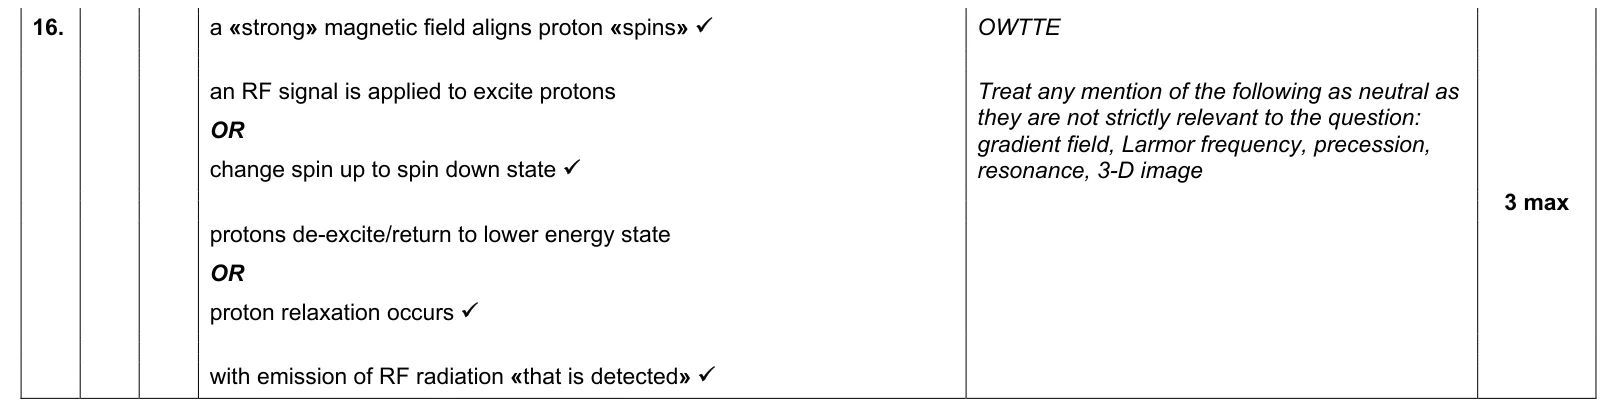 16.
a «strong» magnetic field aligns proton «spins» ✓
an RF signal is applied to excite protons
OR
change spin up to spin down state ✓
protons de-excite/return to lower energy state
OR
proton relaxation occurs ✓
with emission of RF radiation «that is detected» ✓
OWTTE
Treat any mention of the following as neutral as
they are not strictly relevant to the question:
gradient field, Larmor frequency, precession,
resonance, 3-D image
3 max